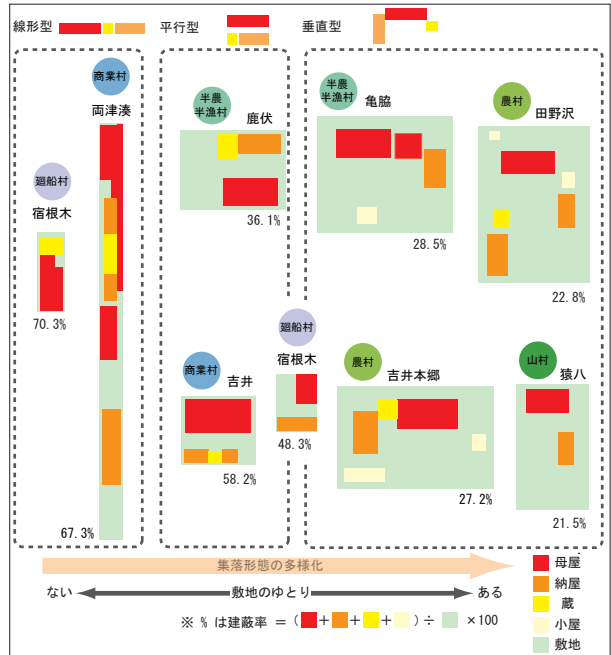 線形型
平行型
垂直型
商業村
両津湊
廻船村
宿根木
70.3%
67.3%
半農
半漁村
鹿伏
36.1%
商業村
吉井
58.2%
廻船村
宿根木
48.3%
半農
半漁村
亀脇
28.5%
農村
田野沢
22.8%
農村
吉井本郷
27.2%
山村
猿八
21.5%
集落形態の多様化
ない 敷地のゆとり ある
※ % は建蔽率 = ( + + + ) ÷ ×100
母屋
納屋
蔵
小屋
敷地